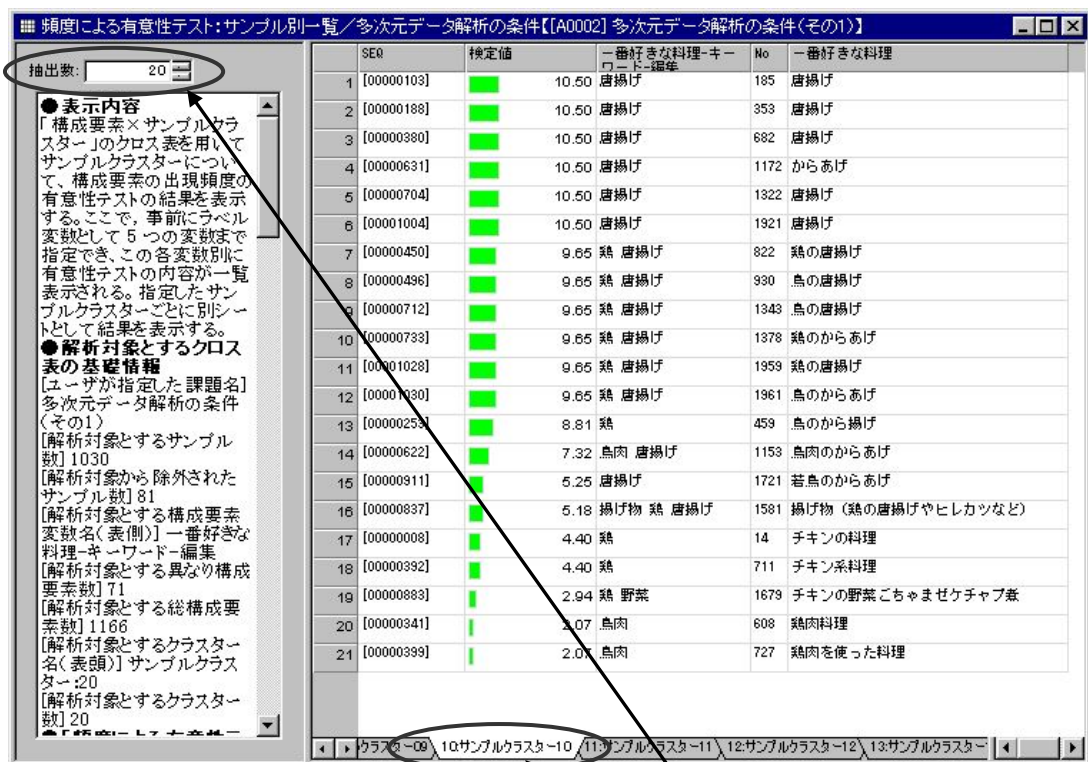 頻度による有意性テスト:サンプル別一覧/多次元データ解析の条件【[A0002] 多次元データ解析の条件(その1)】
抽出数: 20
●表示内容
「構成要素×サンプルクラ
スター」のクロス表を用いて
サンプルクラスターについ
て、構成要素の出現頻度の
有意性テストの結果を表示
する。ここで, 事前にラベル
変数として 5 つの変数まで
指定でき、この各変数別に
有意性テストの内容が一覧
表示される。指定したサン
プルクラスターごとに別シー
トとして結果を表示する。
●解析対象とするクロス
表の基礎情報
[ユーザが指定した課題名]
多次元データ解析の条件
(その1)
[解析対象とするサンプル
数] 1030
[解析対象から除外された
サンプル数] 81
[解析対象とする構成要素
変数名(表側)] 一番好きな
料理-キーワード-編集
[解析対象とする異なり構成
要素数] 71
[解析対象とする総構成要
素数] 1166
[解析対象とするクラスター
名(表頭)] サンプルクラス
ター:20
[解析対象とするクラスター
数] 20
SEQ 検定値 一番好きな料理-キーワード-編集 No 一番好きな料理
1 [00000103] 10.50 唐揚げ 185 唐揚げ
2 [00000188] 10.50 唐揚げ 353 唐揚げ
3 [00000380] 10.50 唐揚げ 682 唐揚げ
4 [00000631] 10.50 唐揚げ 1172 からあげ
5 [00000704] 10.50 唐揚げ 1322 唐揚げ
6 [00001004] 10.50 唐揚げ 1921 唐揚げ
7 [00000450] 9.65 鶏 唐揚げ 822 鶏の唐揚げ
8 [00000496] 9.65 鶏 唐揚げ 930 鳥の唐揚げ
9 [00000712] 9.65 鶏 唐揚げ 1343 鳥の唐揚げ
10 [00000733] 9.65 鶏 唐揚げ 1378 鶏のからあげ
11 [00001028] 9.65 鶏 唐揚げ 1959 鶏の唐揚げ
12 [00001030] 9.65 鶏 唐揚げ 1961 鳥のからあげ
13 [00000253] 8.81 鶏 459 鳥のから揚げ
14 [00000622] 7.32 鳥肉 唐揚げ 1153 鳥肉のからあげ
15 [00000911] 5.25 唐揚げ 1721 若鳥のからあげ
16 [00000837] 5.18 揚げ物 鶏 唐揚げ 1581 揚げ物(鶏の唐揚げやヒレカツなど)
17 [00000008] 4.40 鶏 14 チキンの料理
18 [00000392] 4.40 鶏 711 チキン系料理
19 [00000883] 2.94 鶏 野菜 1679 チキンの野菜ごちゃまぜケチャプ煮
20 [00000341] 2.07 鳥肉 608 鶏肉料理
21 [00000399] 2.07 鳥肉 727 鶏肉を使った料理
クラスター-09 10:サンプルクラスター-10 11:サンプルクラスター-11 12:サンプルクラスター-12 13:サンプルクラスター-